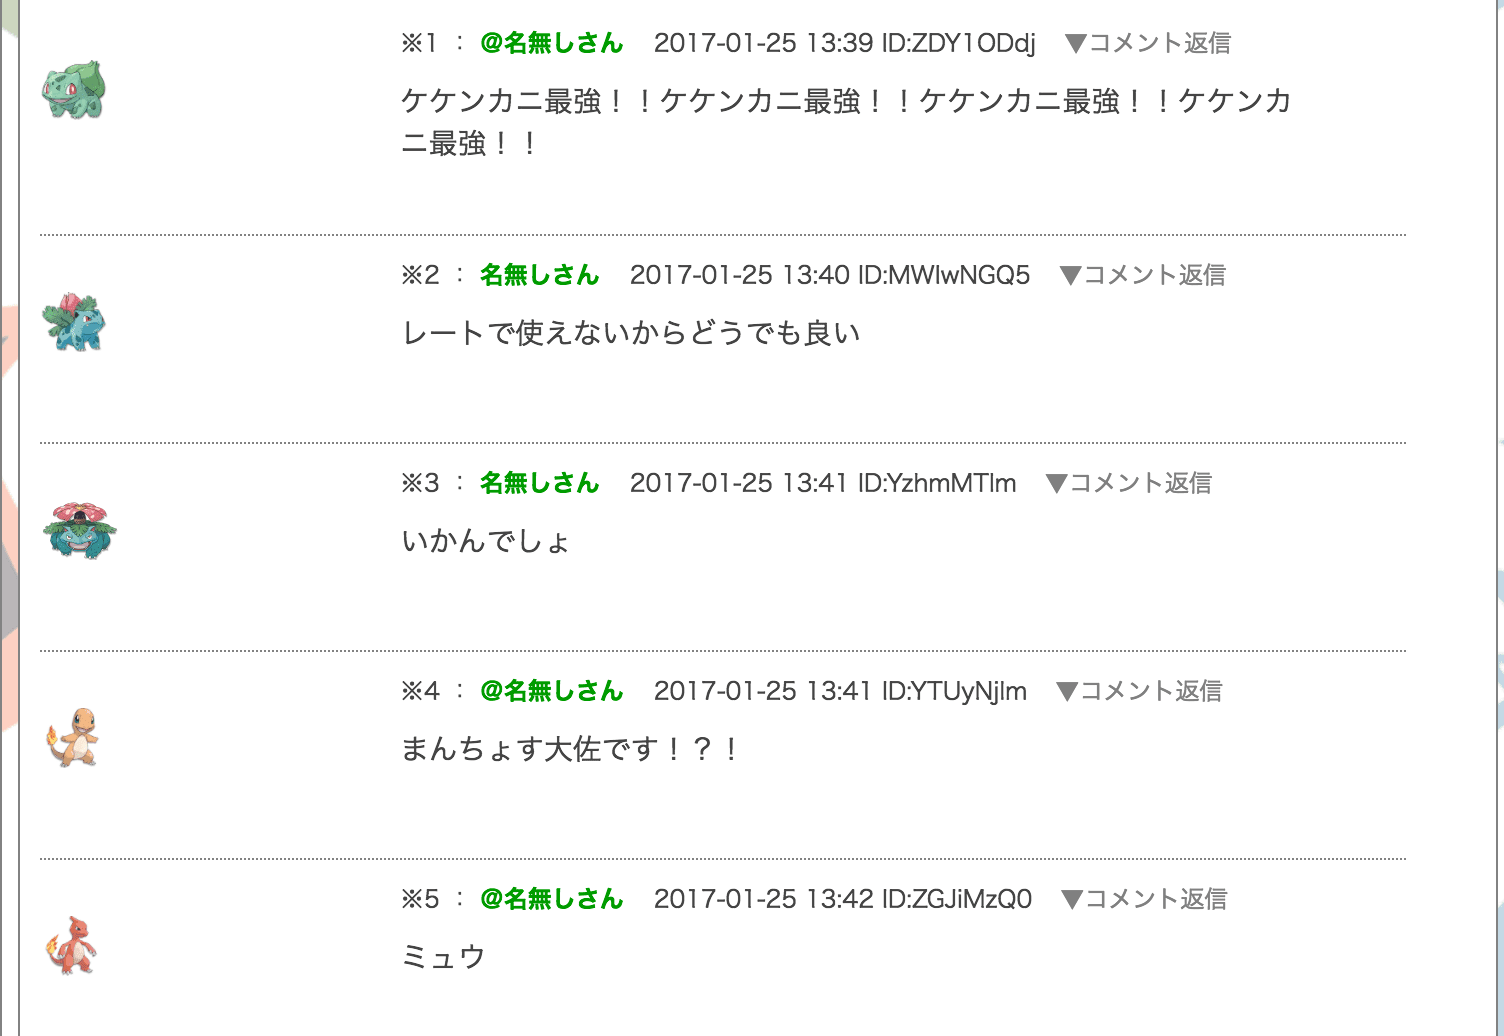 ※1 : @名無しさん 2017-01-25 13:39 ID:ZDY1ODdj ▼コメント返信
ケケンカニ最強！！ケケンカニ最強！！ケケンカニ最強！！ケケンカ
ニ最強！！
※2 : 名無しさん 2017-01-25 13:40 ID:MWIwNGQ5 ▼コメント返信
レートで使えないからどうでも良い
※3 : 名無しさん 2017-01-25 13:41 ID:YzhmMTlm ▼コメント返信
いかんでしょ
※4 : @名無しさん 2017-01-25 13:41 ID:YTUyNjlm ▼コメント返信
まんちょす大佐です！？！
※5 : @名無しさん 2017-01-25 13:42 ID:ZGJiMzQ0 ▼コメント返信
ミュウ